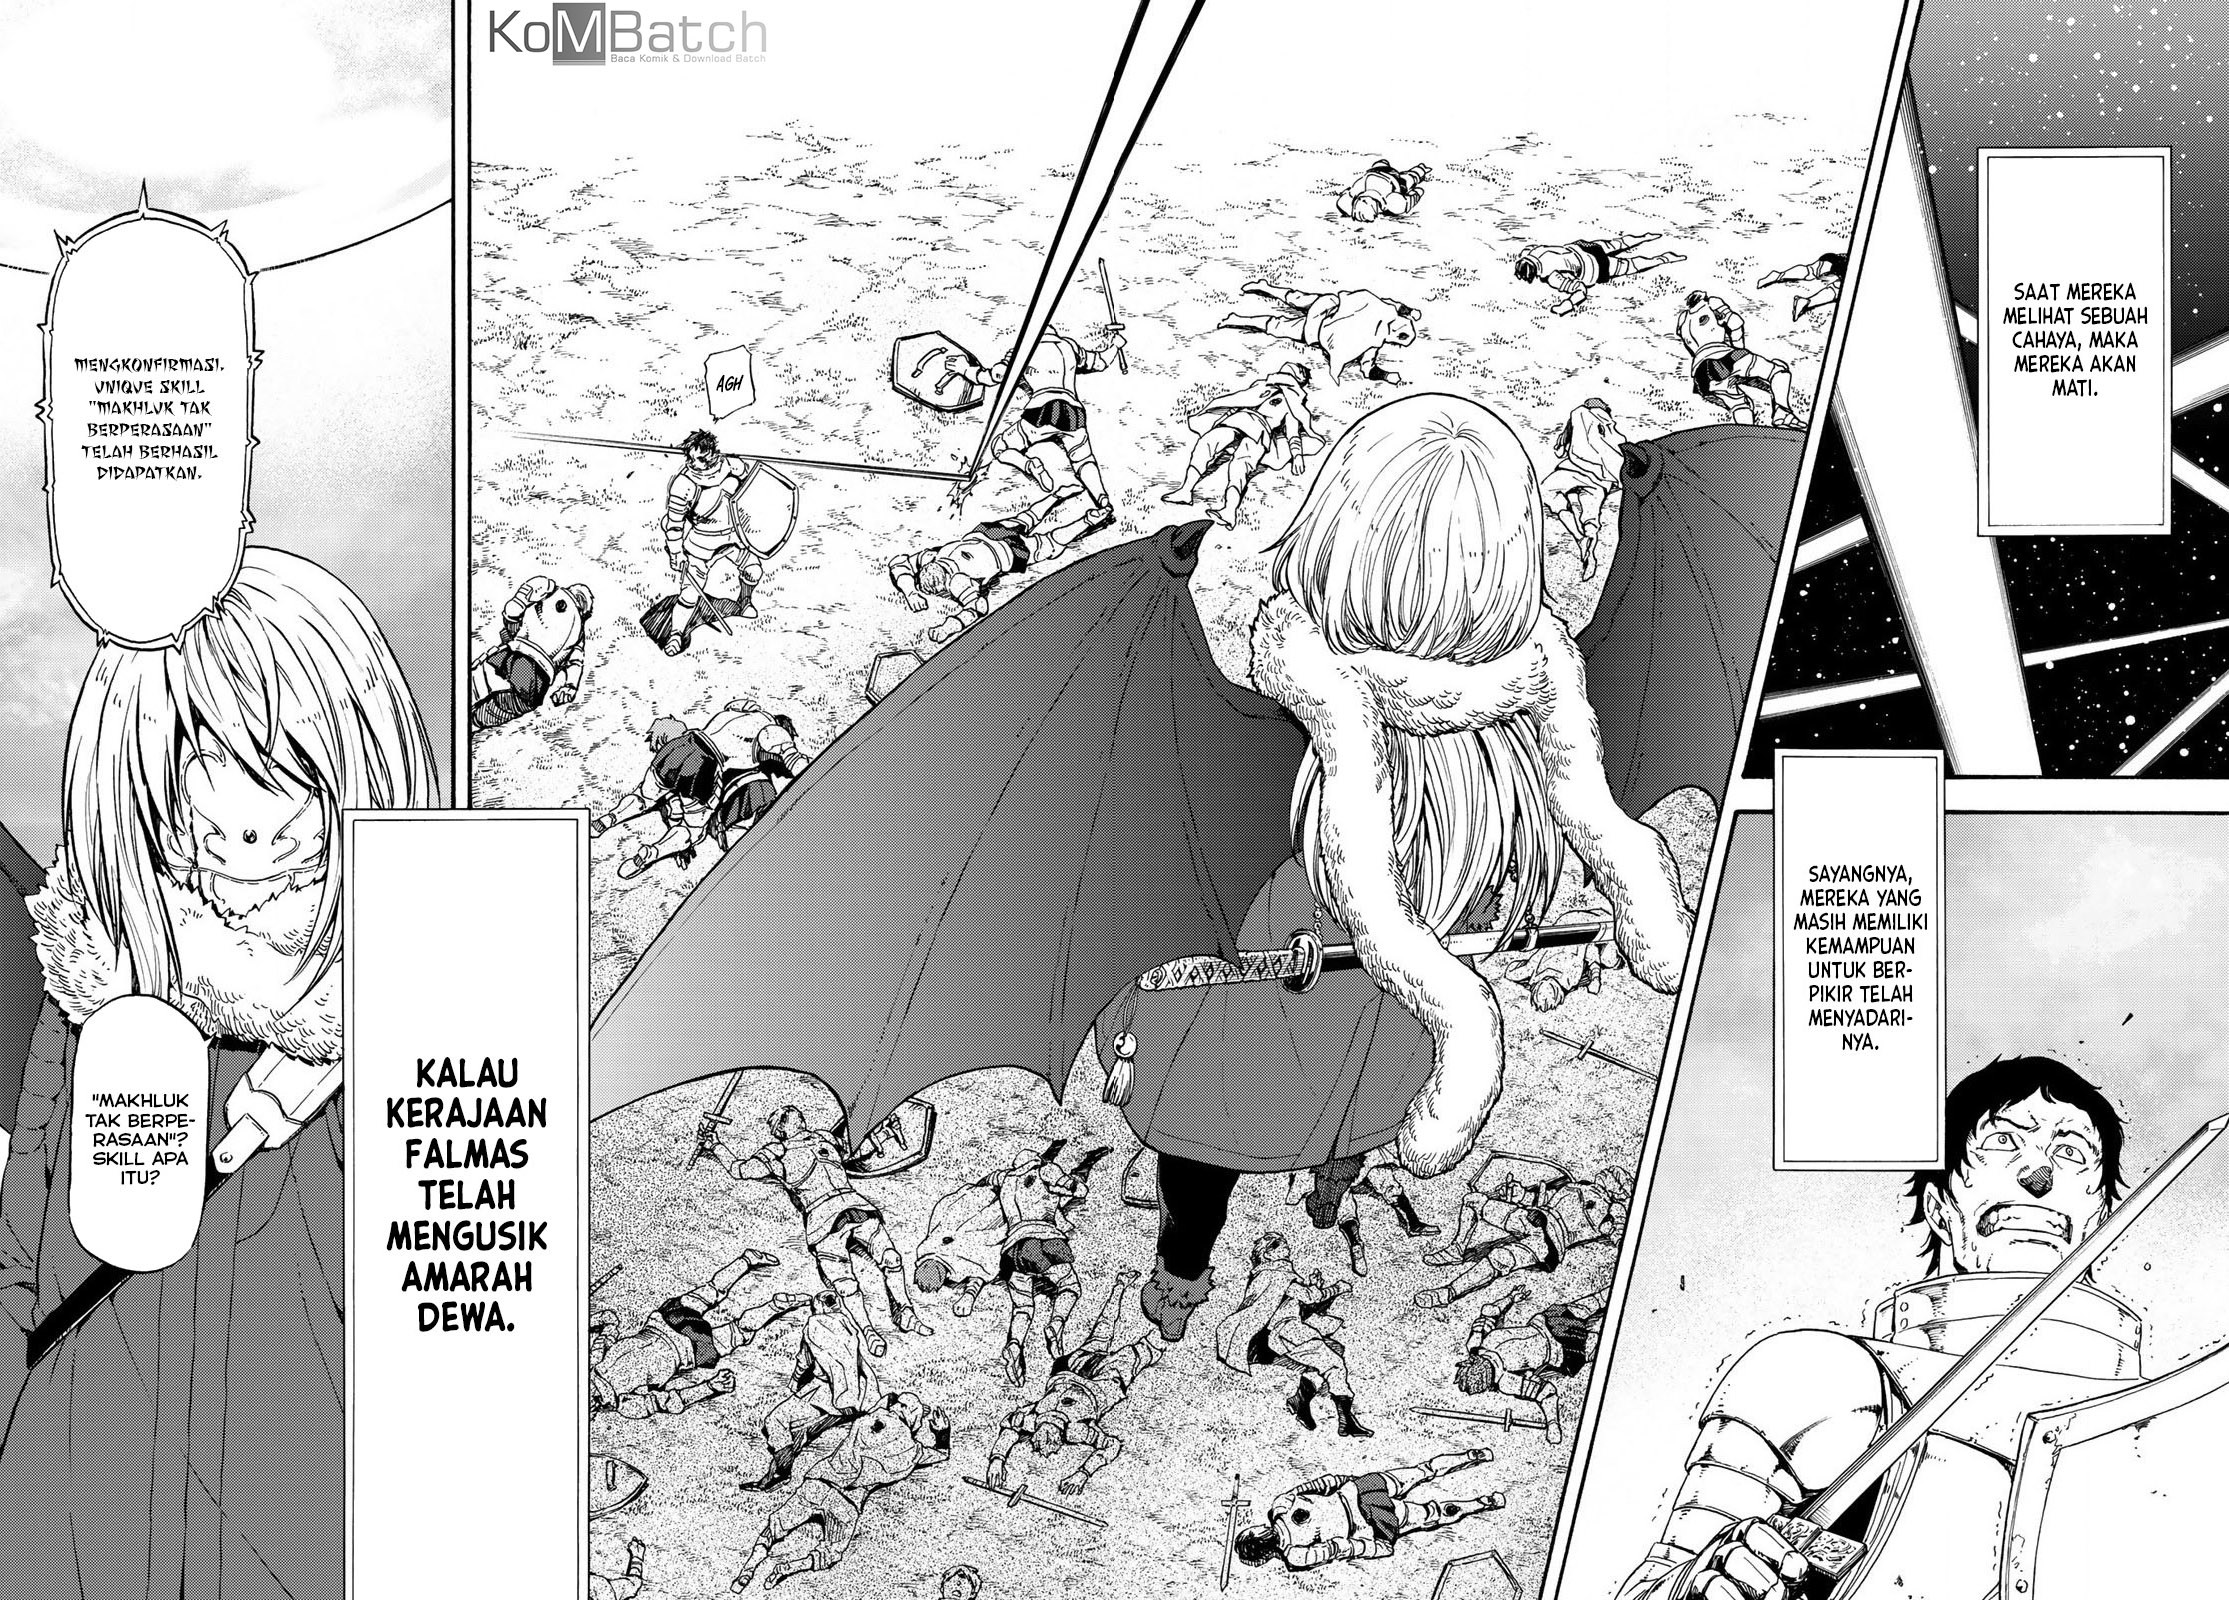 KoMBatch
Baca Komik & Download Batch
SAAT MEREKA
MELIHAT SEBUAH
CAHAYA, MAKA
MEREKA AKAN
MATI.
SAYANGNYA,
MEREKA YANG
MASIH MEMILIKI
KEMAMPUAN
UNTUK BER-
PIKIR TELAH
MENYADARI-
NYA.
AGH
KALAU
KERAJAAN
FALMAS
TELAH
MENGUSIK
AMARAH
DEWA.
MENGKONFIRMASI.
UNIQUE SKILL
"MAKHLUK TAK
BERPERASAAN"
TELAH BERHASIL
DIDAPATKAN.
"MAKHLUK
TAK BERPE-
RASAAN"?
SKILL APA
ITU?